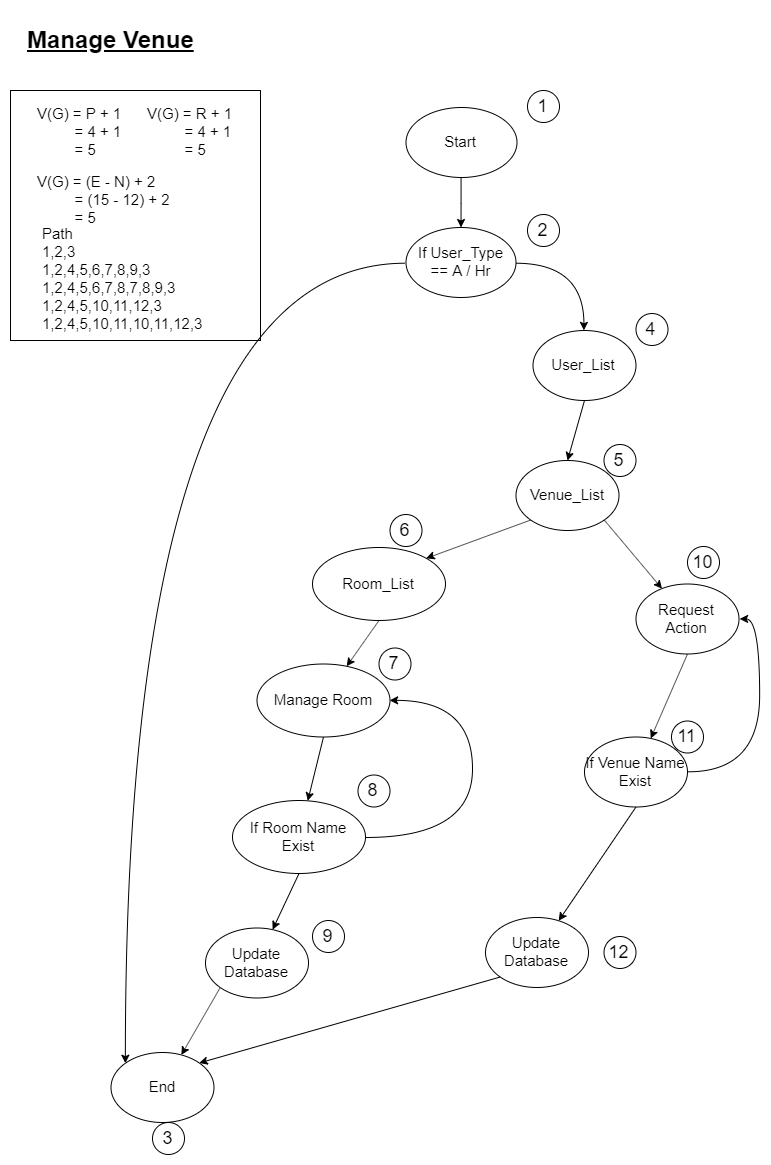 Manage Venue
V(G) = P + 1 V(G) = R + 1
= 4 + 1 = 4 + 1
= 5 = 5
V(G) = (E - N) + 2
= (15 - 12) + 2
= 5
Path
1,2,3
1,2,4,5,6,7,8,9,3
1,2,4,5,6,7,8,7,8,9,3
1,2,4,5,10,11,12,3
1,2,4,5,10,11,10,11,12,3
1
Start
2
If User_Type
== A / Hr
4
User_List
5
Venue_List
6
Room_List
10
Request
Action
7
Manage Room
11
If Venue Name
Exist
8
If Room Name
Exist
9
Update
Database
12
Update
Database
End
3